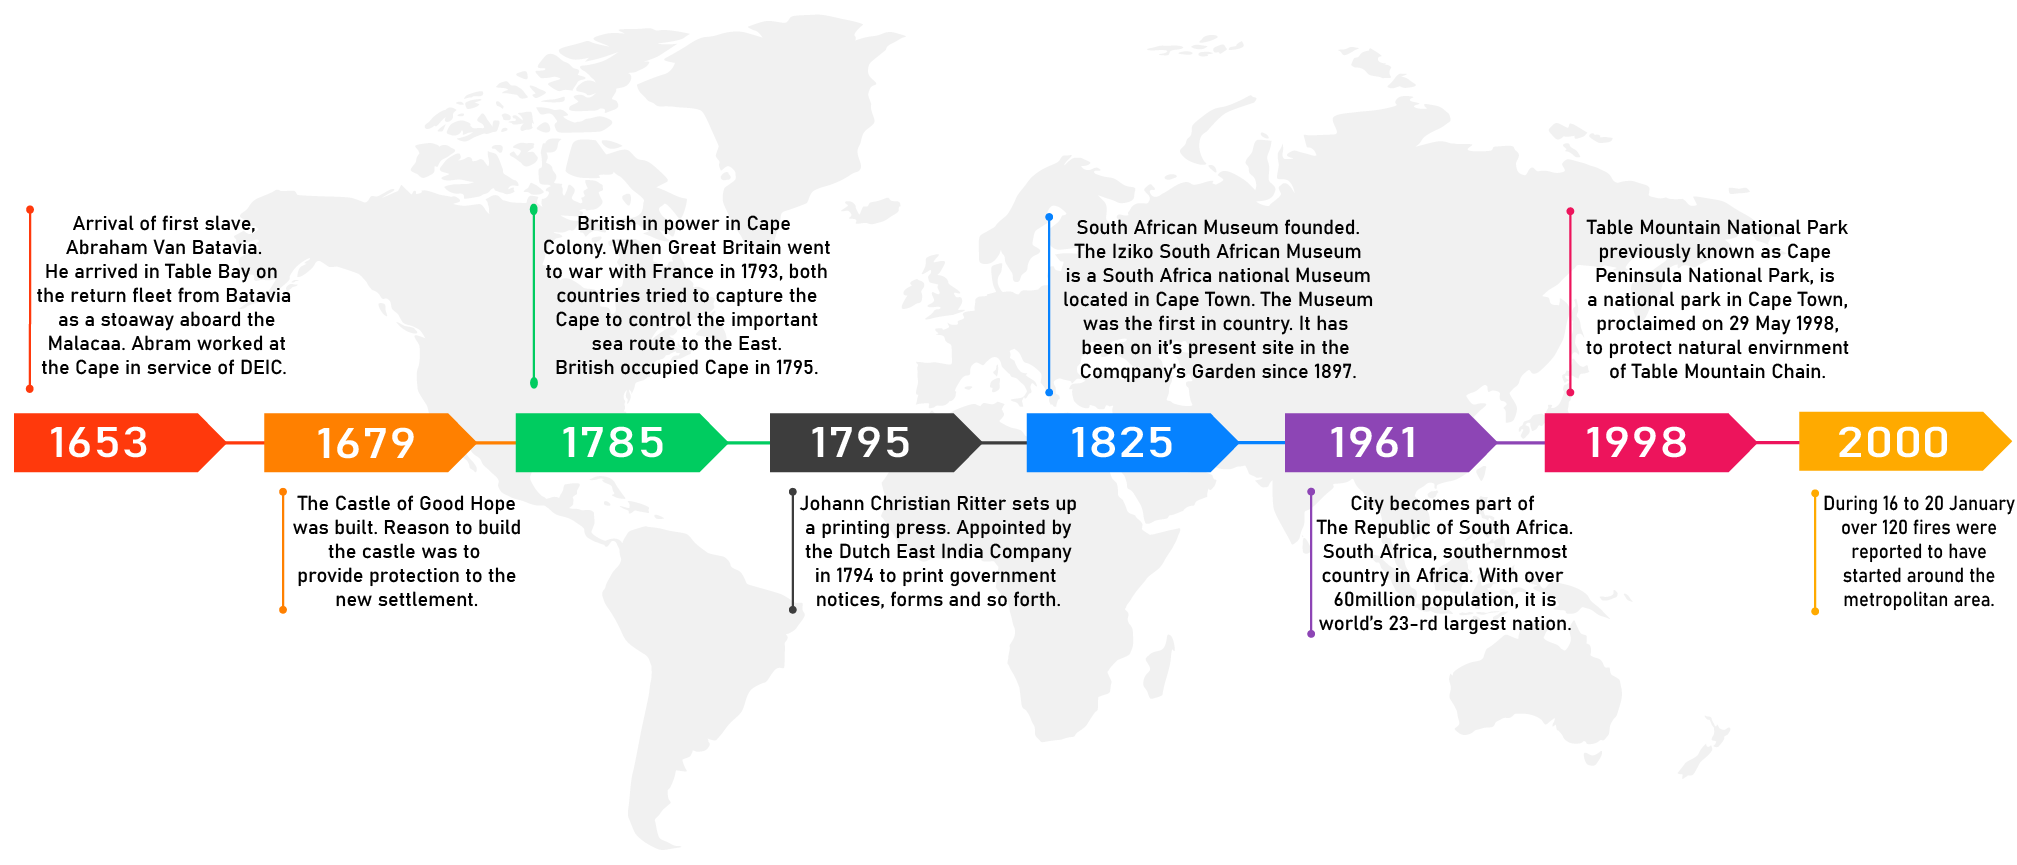 Arrival of first slave,
Abraham Van Batavia.
He arrived in Table Bay on
the return fleet from Batavia
as a stoaway aboard the
Malacaa. Abram worked at
the Cape in service of DEIC.
British in power in Cape
Colony. When Great Britain went
to war with France in 1793, both
countries tried to capture the
Cape to control the important
sea route to the East.
British occupied Cape in 1795.
South African Museum founded.
The Iziko South African Museum
is a South Africa national Museum
located in Cape Town. The Museum
was the first in country. It has
been on it's present site in the
Comqpany's Garden since 1897.
Table Mountain National Park
previously known as Cape
Peninsula National Park, is
a national park in Cape Town,
proclaimed on 29 May 1998,
to protect natural envirnment
of Table Mountain Chain.
1653
1679
1785
1795
1825
1961
1998
2000
The Castle of Good Hope
was built. Reason to build
the castle was to
provide protection to the
new settlement.
Johann Christian Ritter sets up
a printing press. Appointed by
the Dutch East India Company
in 1794 to print government
notices, forms and so forth.
City becomes part of
The Republic of South Africa.
South Africa, southernmost
country in Africa. With over
60million population, it is
world's 23-rd largest nation.
During 16 to 20 January
over 120 fires were
reported to have
started around the
metropolitan area.